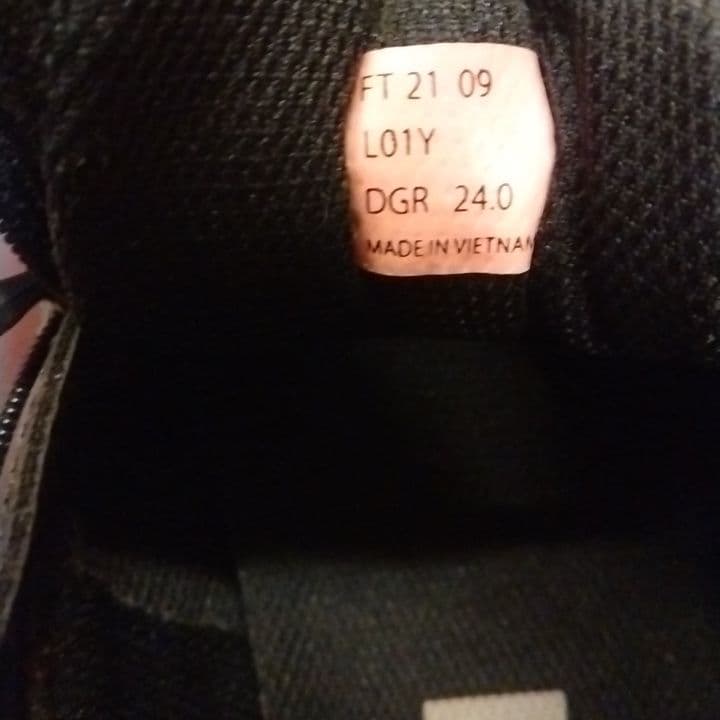 FT 21 09
L01Y
DGR 24.0
MADE IN VIETNAM